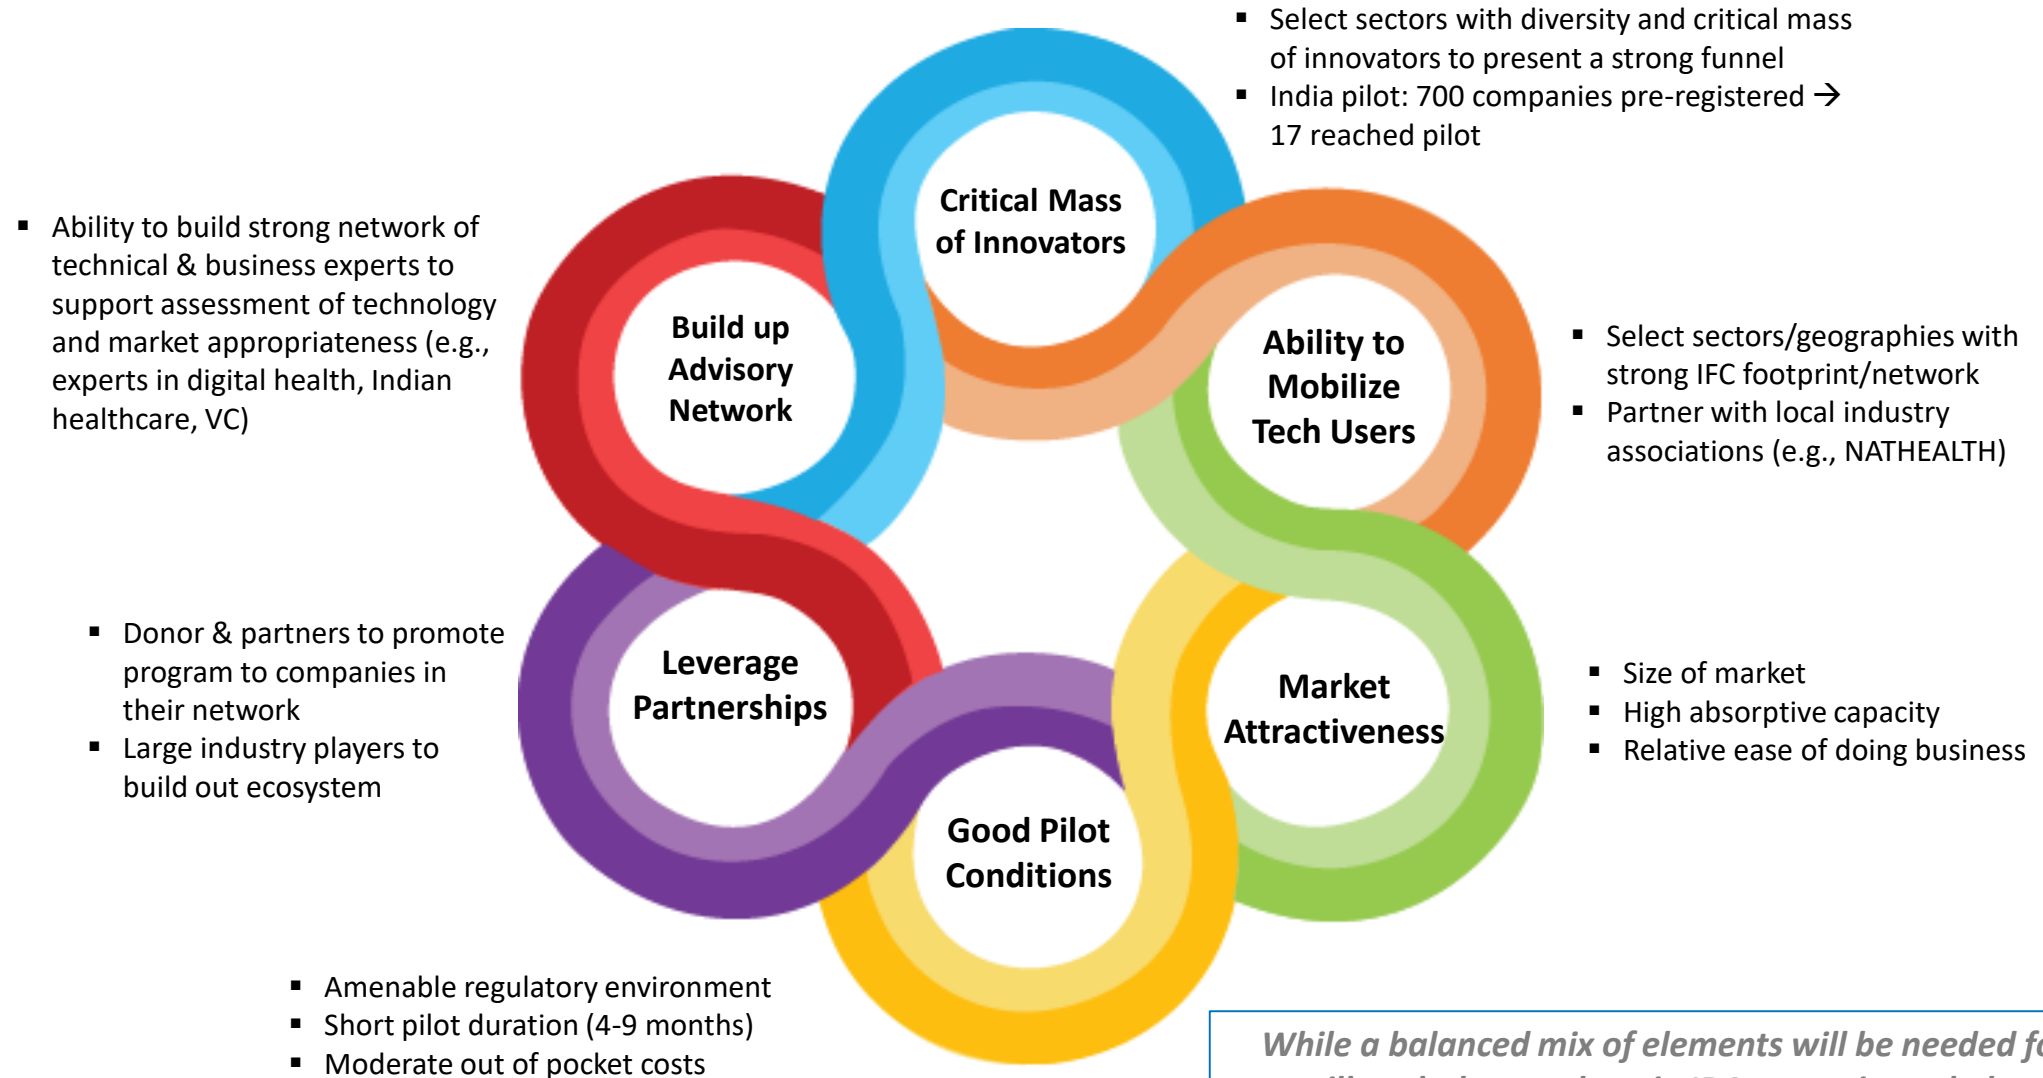 ▪ Select sectors with diversity and critical mass
of innovators to present a strong funnel
▪ India pilot: 700 companies pre-registered →
17 reached pilot
Critical Mass
of Innovators
▪ Ability to build strong network of
technical & business experts to
support assessment of technology
and market appropriateness (e.g.,
experts in digital health, Indian
healthcare, VC)
Build up
Advisory
Network
Ability to
Mobilize
Tech Users
▪ Select sectors/geographies with
strong IFC footprint/network
▪ Partner with local industry
associations (e.g., NATHEALTH)
▪ Donor & partners to promote
program to companies in
their network
▪ Large industry players to
build out ecosystem
Leverage
Partnerships
Market
Attractiveness
▪ Size of market
▪ High absorptive capacity
▪ Relative ease of doing business
Good Pilot
Conditions
▪ Amenable regulatory environment
▪ Short pilot duration (4-9 months)
▪ Moderate out of pocket costs
While a balanced mix of elements will be needed